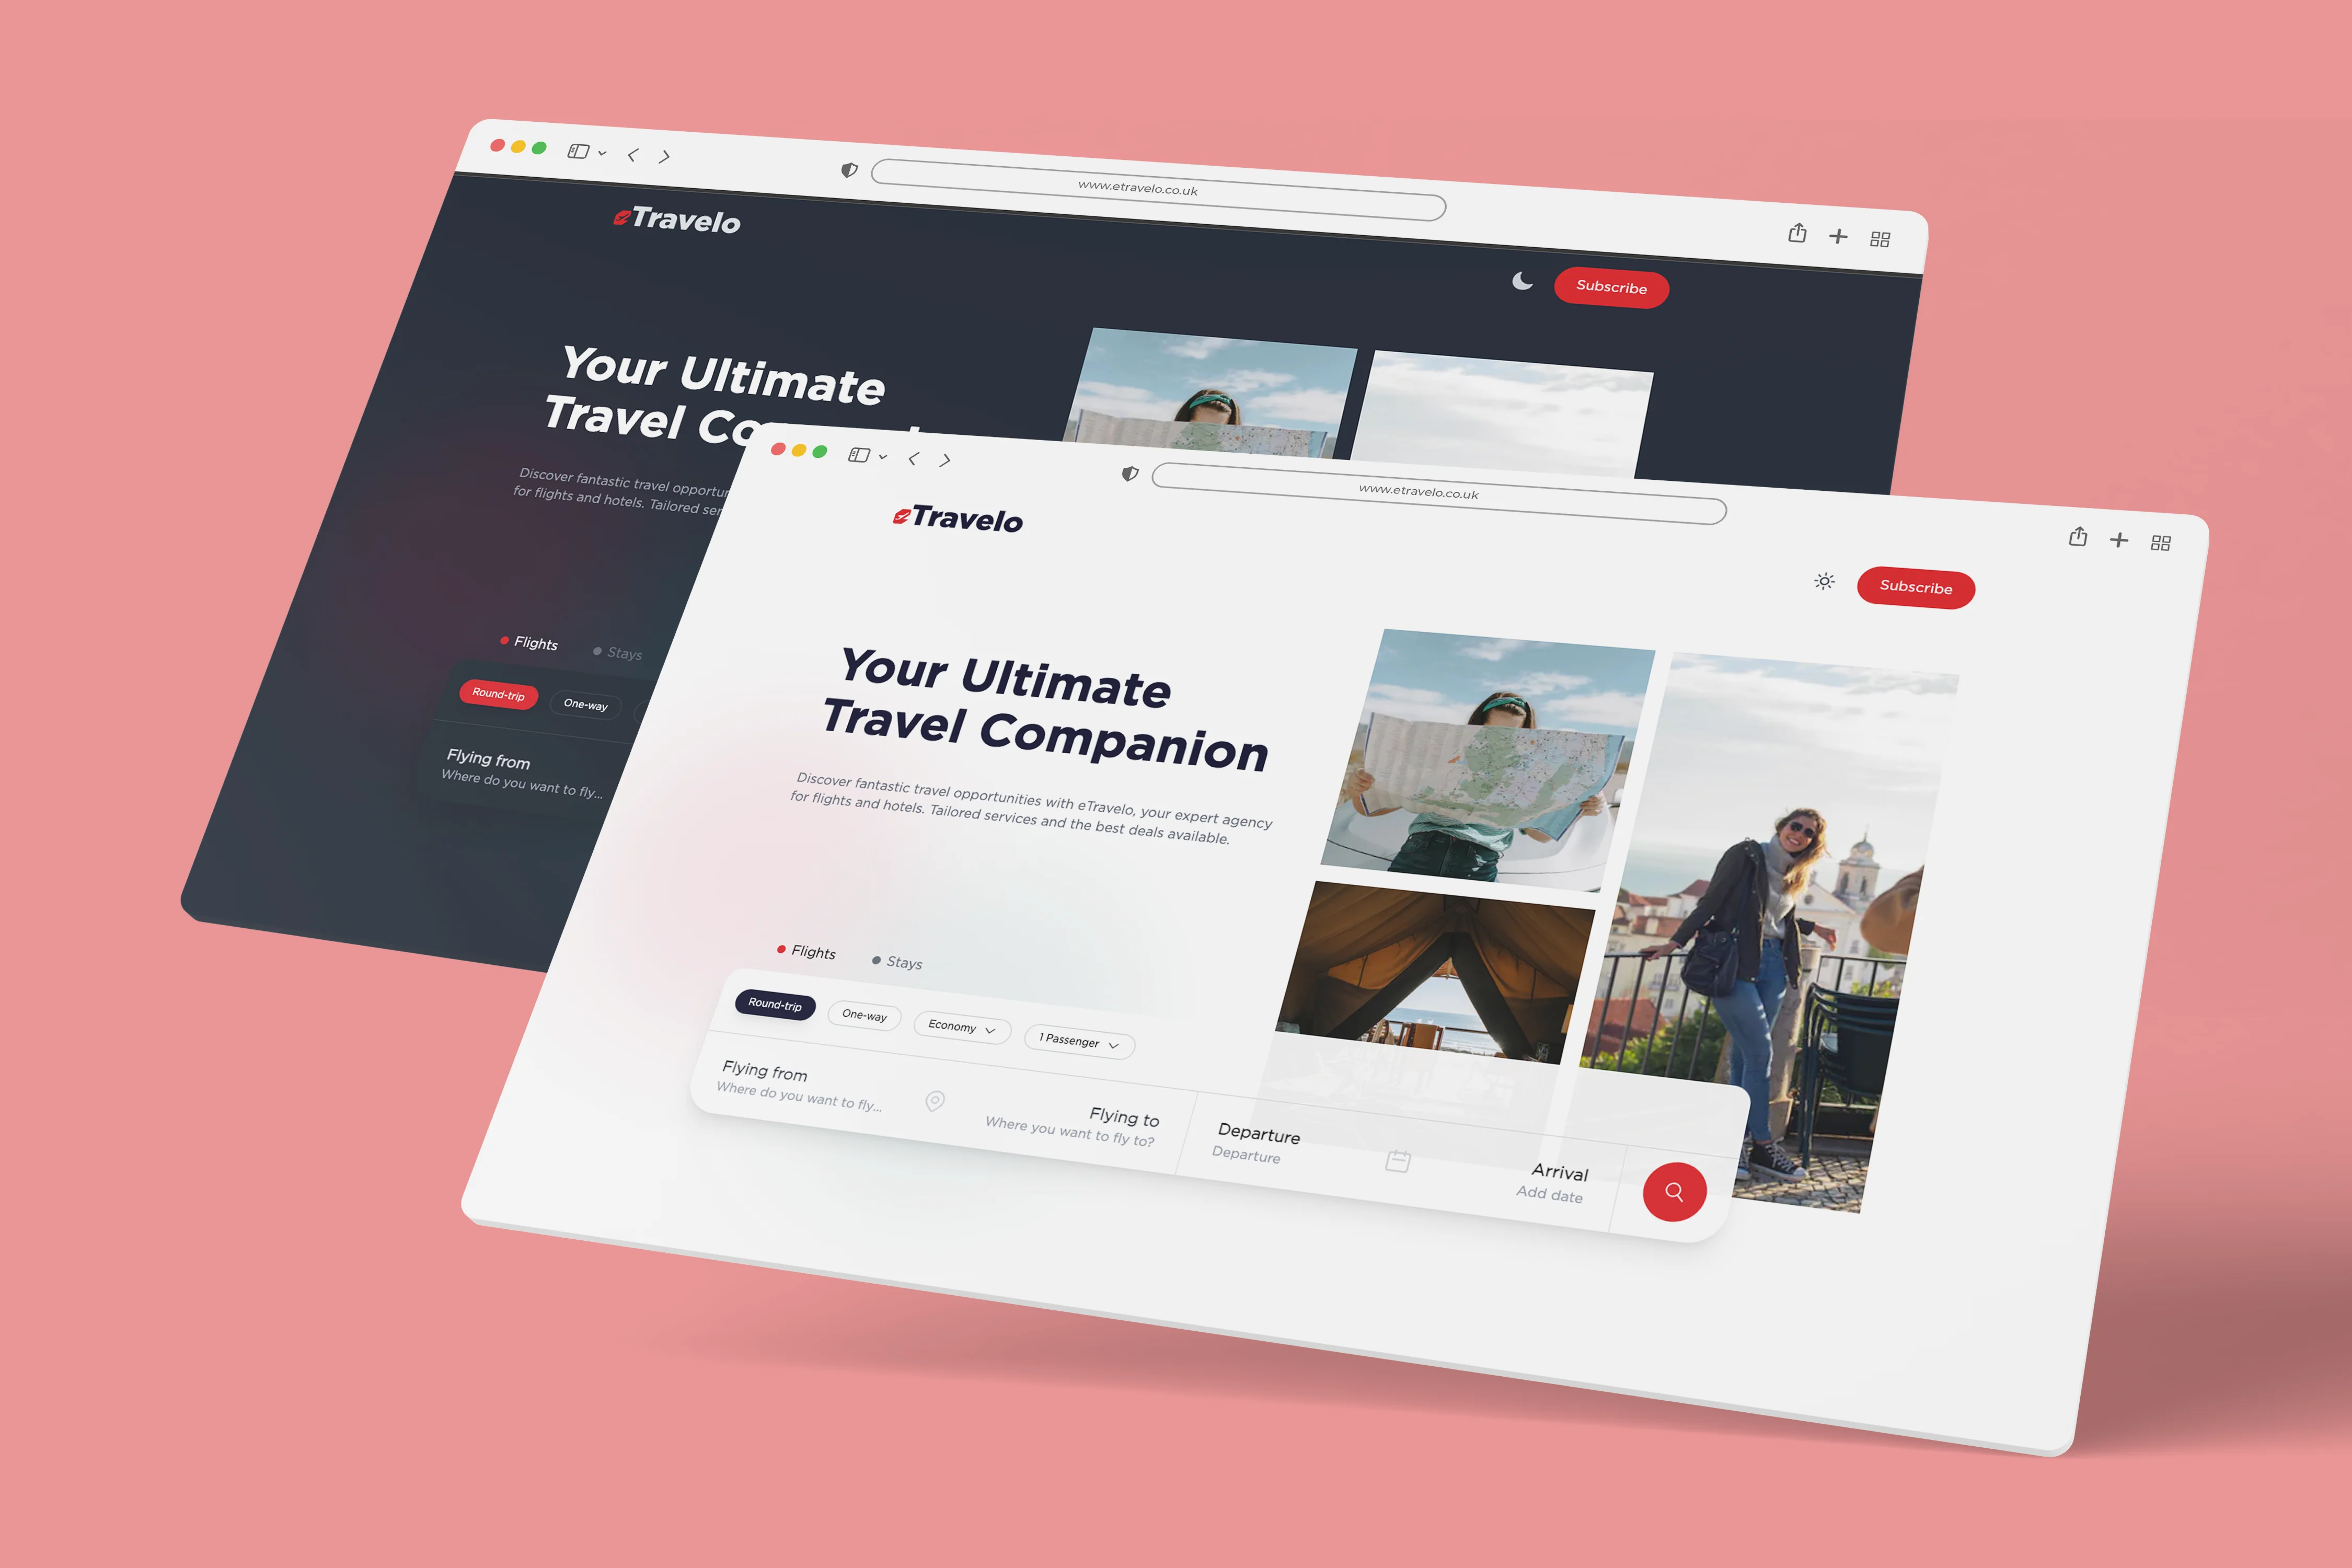 www.etravelo.co.uk
eTravelo
Subscribe
Your Ultimate
Travel
Discover fantastic travel
for flights and hotels. Tailored
Flights
Stays
Round-trip
One-way
Flying from
Where do you want to fly...
www.etravelo.co.uk
eTravelo
Subscribe
Your Ultimate
Travel Companion
Discover fantastic travel opportunities with eTravelo, your expert agency
for flights and hotels. Tailored services and the best deals available.
Flights
Stays
Round-trip
One-way
Economy
1 Passenger
Flying from
Where do you want to fly...
Flying to
Where you want to fly to?
Departure
Departure
Arrival
Add date